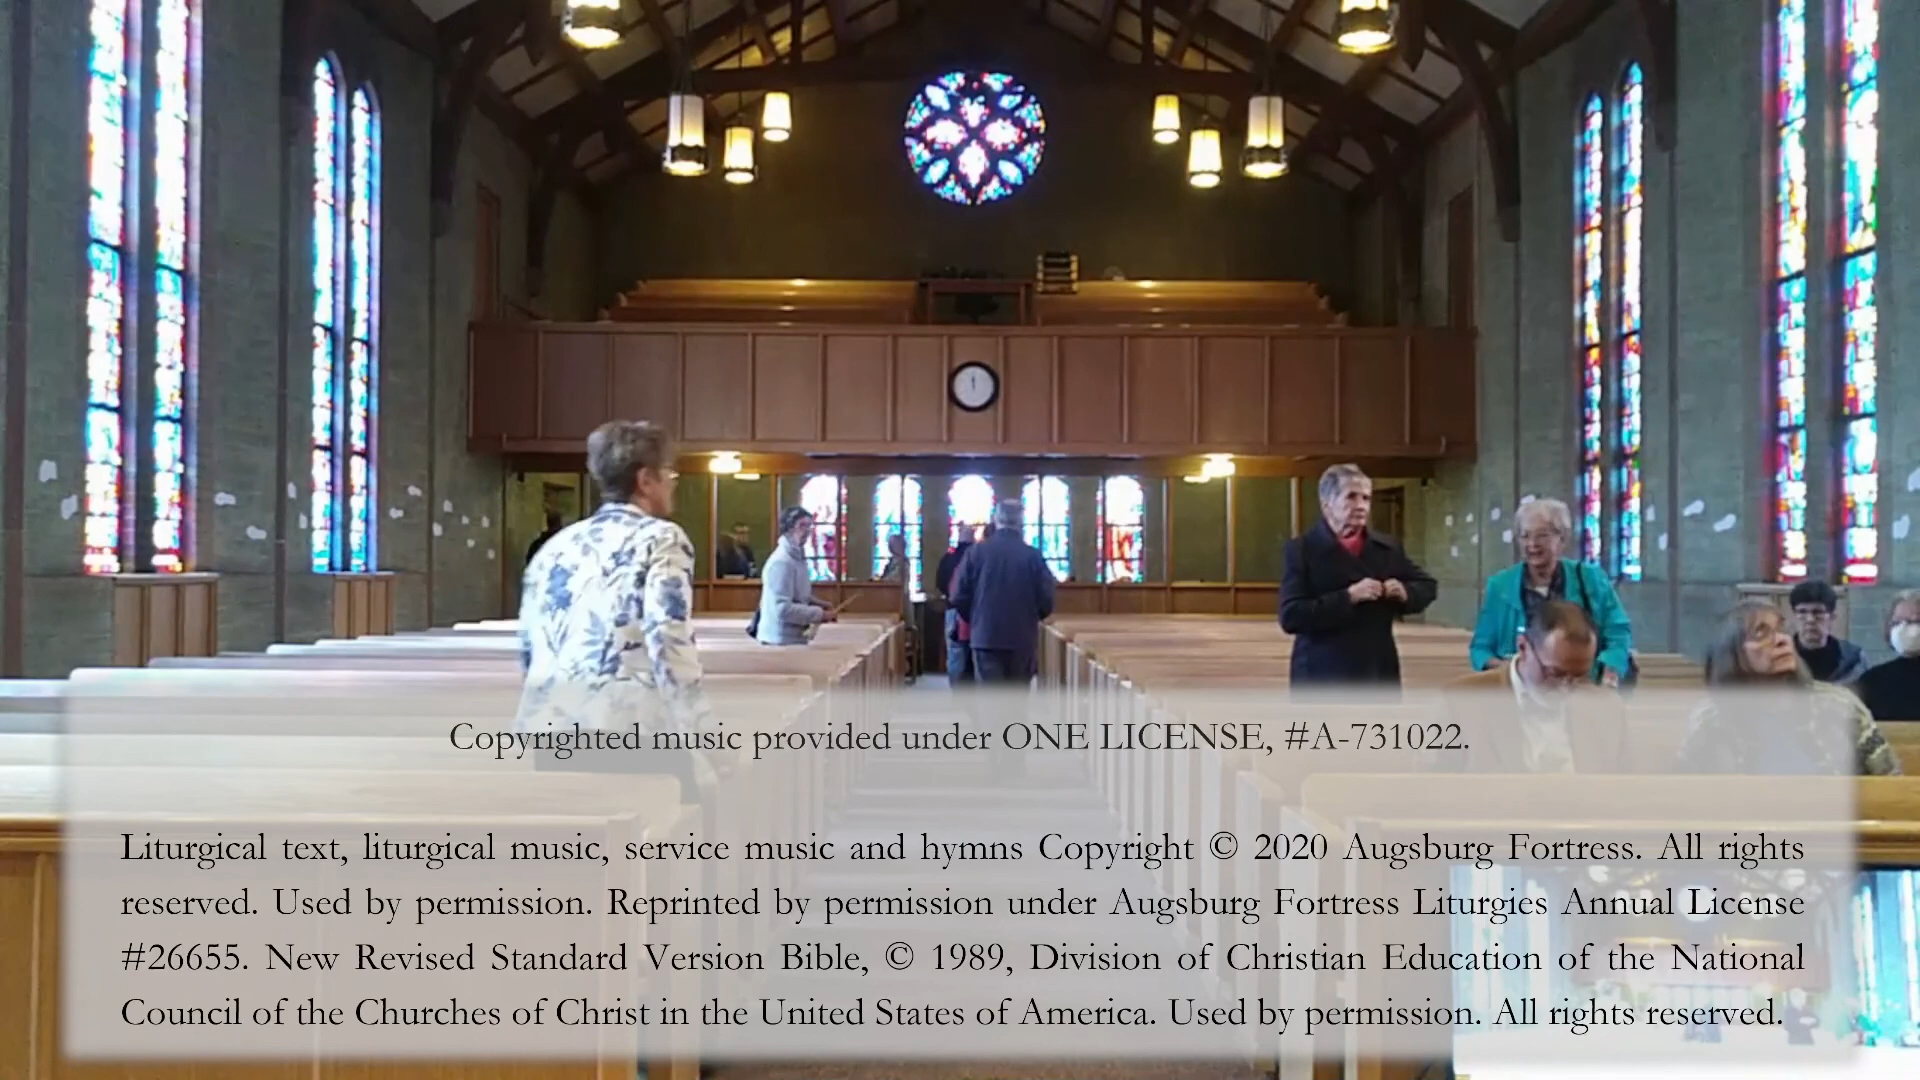 Copyrighted music provided under ONE LICENSE, #A-731022.
Liturgical text, liturgical music, service music and hymns Copyright © 2020 Augsburg Fortress. All rights
reserved. Used by permission. Reprinted by permission under Augsburg Fortress Liturgies Annual License
#26655. New Revised Standard Version Bible, © 1989, Division of Christian Education of the National
Council of the Churches of Christ in the United States of America. Used by permission. All rights reserved.